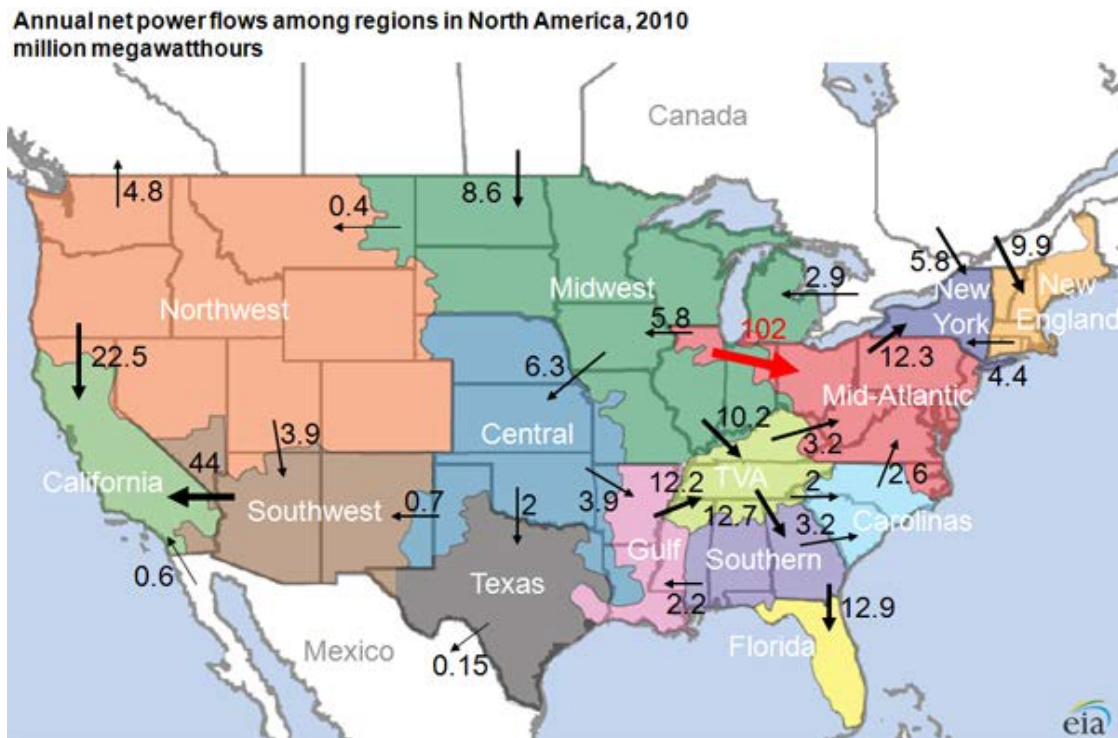 Annual net power flows among regions in North America, 2010
million megawatthours
Canada
4.8
8.6
0.4
5.8
9.9
2.9
Northwest
Midwest
New
York
New
England
5.8
102
12.3
4.4
22.5
6.3
Mid-Atlantic
10.2
3.2
Central
3.9
44
California
Southwest
0.7
2
3.9
12.2
TVA
2
2.6
12.7
3.2
Carolinas
Gulf
Southern
Texas
2.2
12.9
0.6
Florida
Mexico
0.15
eia